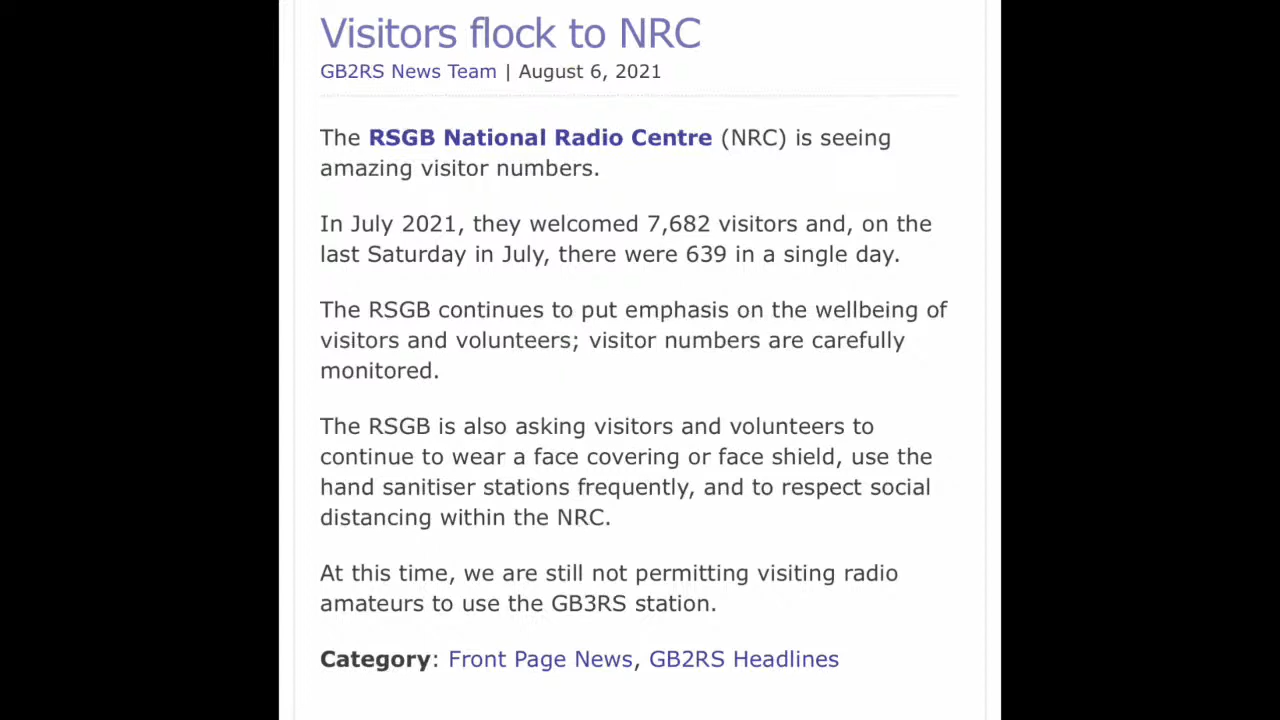 Visitors flock to NRC
GB2RS News Team | August 6, 2021
The RSGB National Radio Centre (NRC) is seeing
amazing visitor numbers.
In July 2021, they welcomed 7,682 visitors and, on the
last Saturday in July, there were 639 in a single day.
The RSGB continues to put emphasis on the wellbeing of
visitors and volunteers; visitor numbers are carefully
monitored.
The RSGB is also asking visitors and volunteers to
continue to wear a face covering or face shield, use the
hand sanitiser stations frequently, and to respect social
distancing within the NRC.
At this time, we are still not permitting visiting radio
amateurs to use the GB3RS station.
Category: Front Page News, GB2RS Headlines